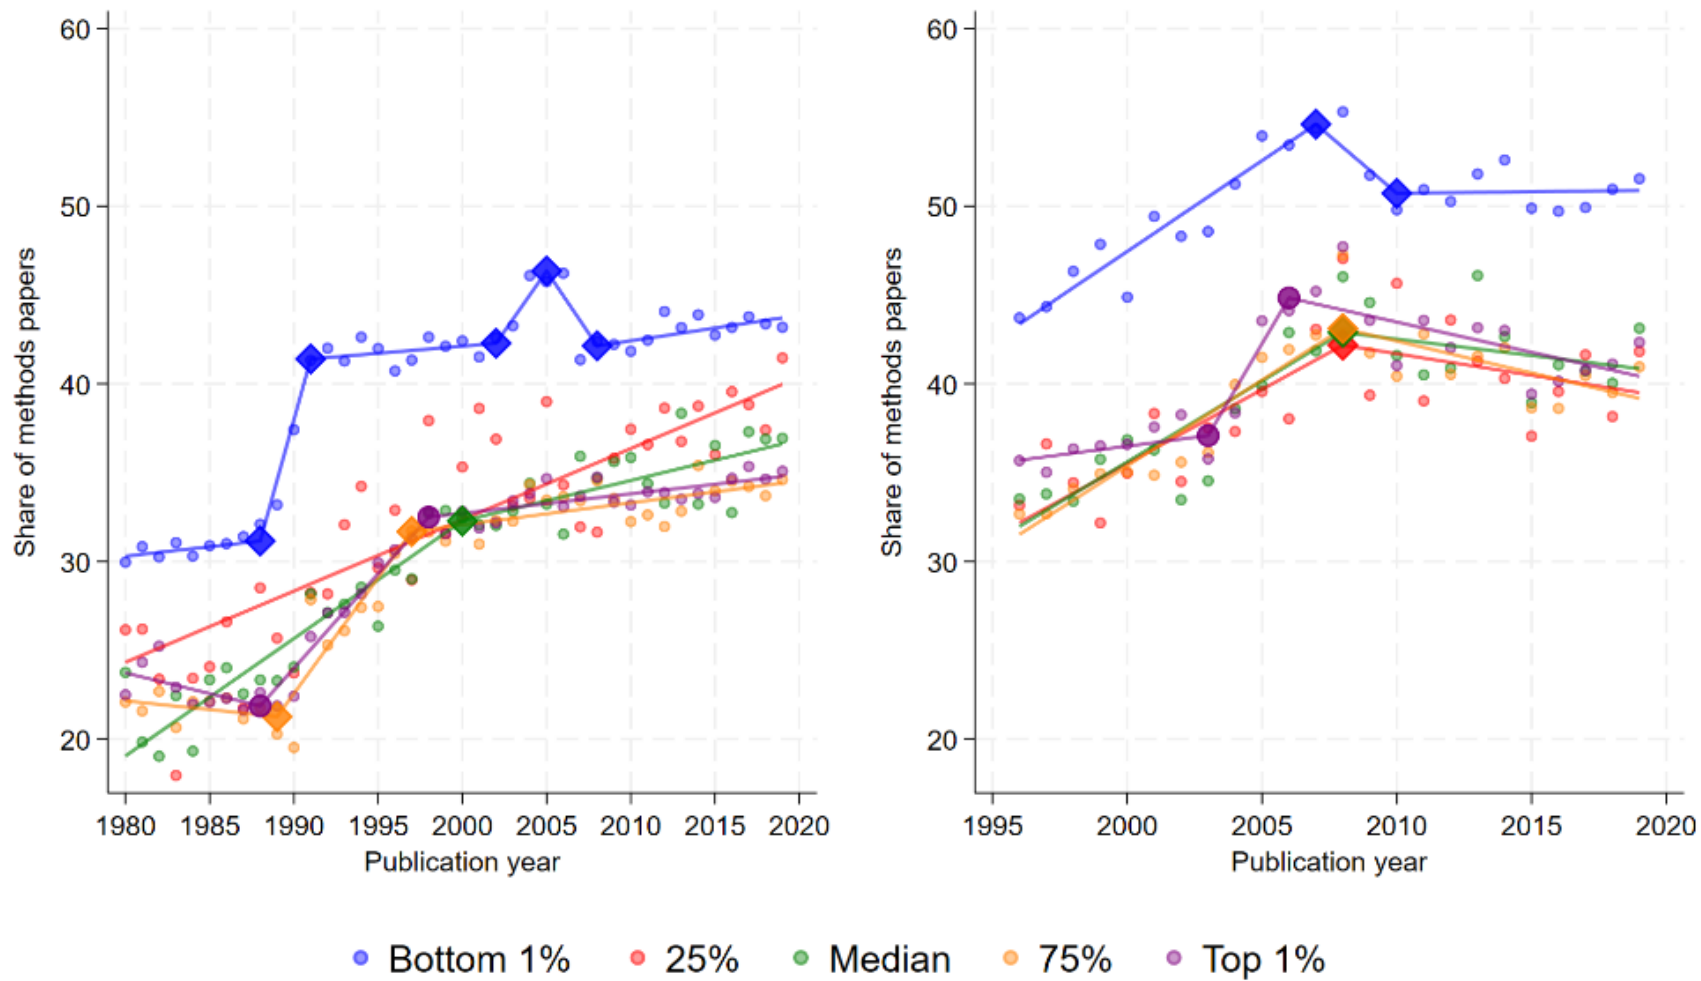 60
50
40
30
20
Share of methods papers
1980 1985 1990 1995 2000 2005 2010 2015 2020
Publication year
60
50
40
30
20
Share of methods papers
1995 2000 2005 2010 2015 2020
Publication year
Bottom 1% 25% Median 75% Top 1%